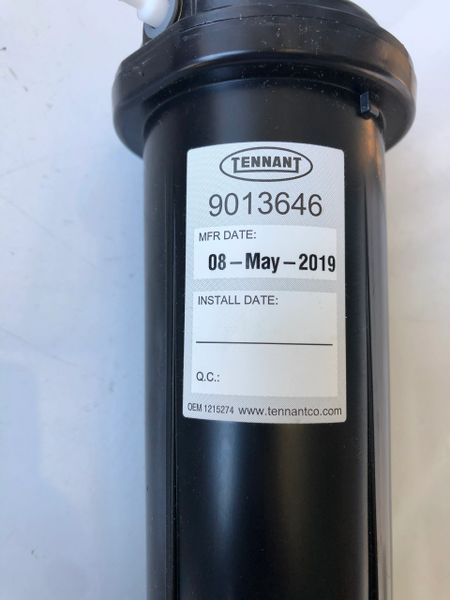 TENNANT
9013646
MFR DATE:
08-May-2019
INSTALL DATE:
Q.C.:
OEM 1215274 www.tennantco.com